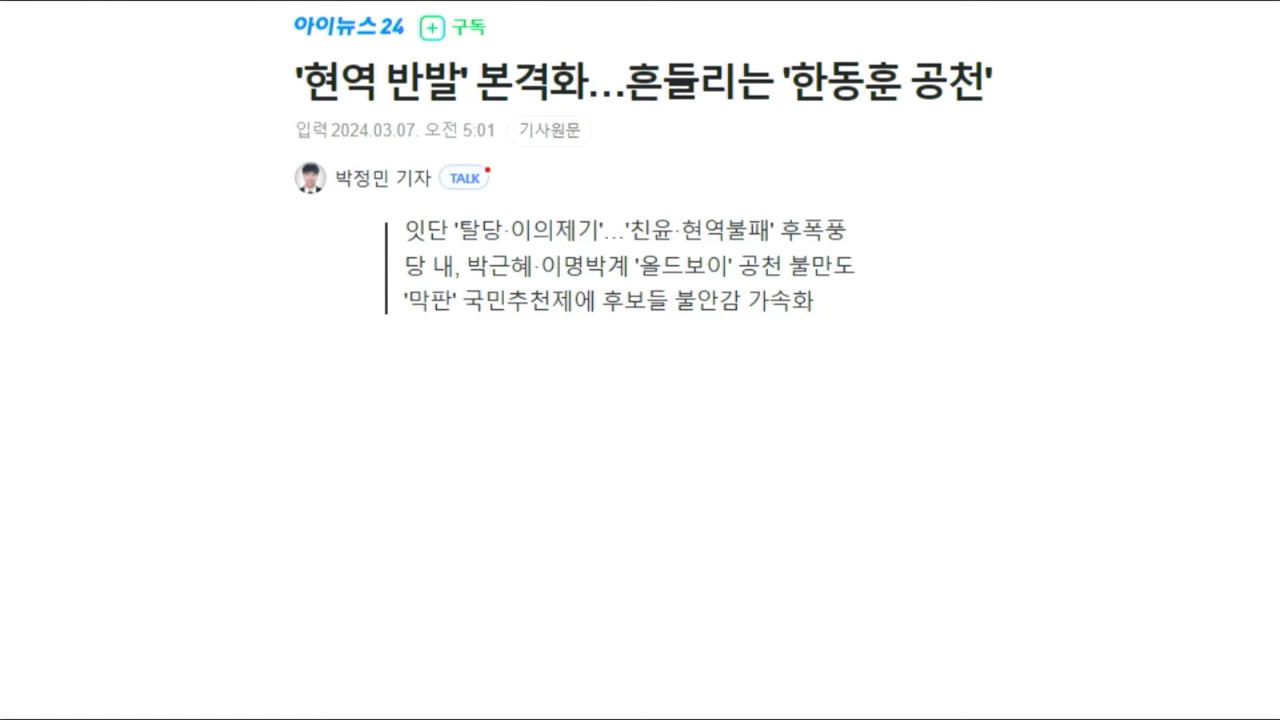 아이뉴스24 구독
'현역 반발' 본격화…흔들리는 '한동훈 공천'
입력 2024.03.07. 오전 5:01 기사원문
박정민 기자 TALK
잇단 '탈당·이의제기'…'친윤·현역불패' 후폭풍
당 내, 박근혜·이명박계 '올드보이' 공천 불만도
'막판' 국민추천제에 후보들 불안감 가속화